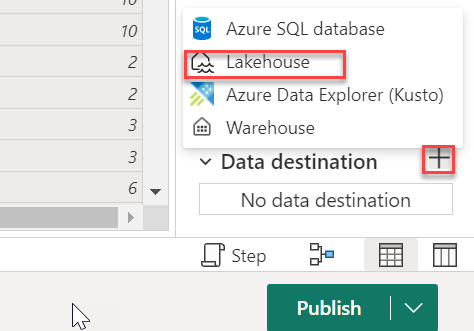 10
10
2
2
3
3
6
SQL
Azure SQL database
Lakehouse
Azure Data Explorer (Kusto)
Warehouse
Data destination
No data destination
Step
Publish